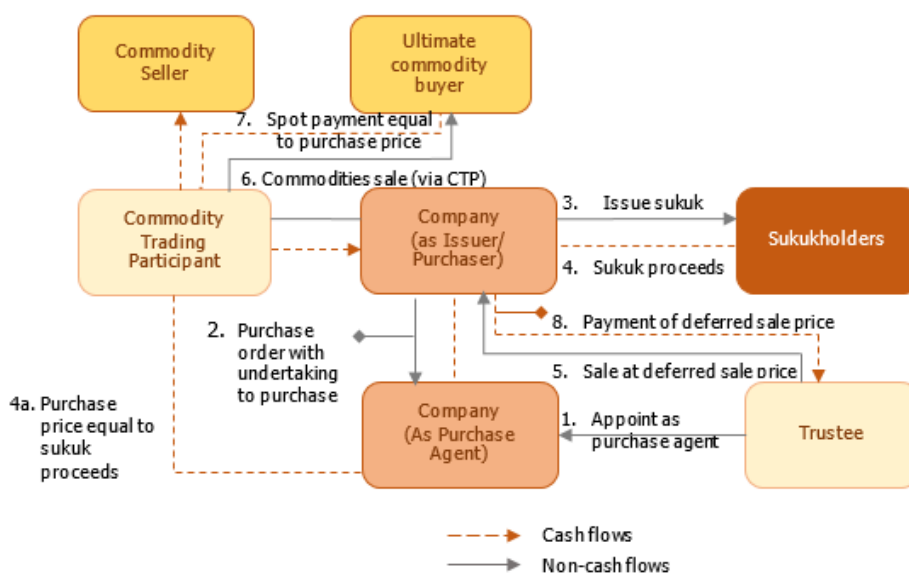 Commodity
Seller
Ultimate
commodity
buyer
7. Spot payment equal
to purchase price
6. Commodities sale (via CTP)
Commodity
Trading
Participant
Company
(as Issuer/
Purchaser)
3. Issue sukuk
Sukukholders
4. Sukuk proceeds
2. Purchase
order with
undertaking
to purchase
8. Payment of deferred sale price
5. Sale at deferred sale price
4a. Purchase
price equal to
sukuk
proceeds
Company
(As Purchase
Agent)
1. Appoint as
purchase agent
Trustee
Cash flows
Non-cash flows